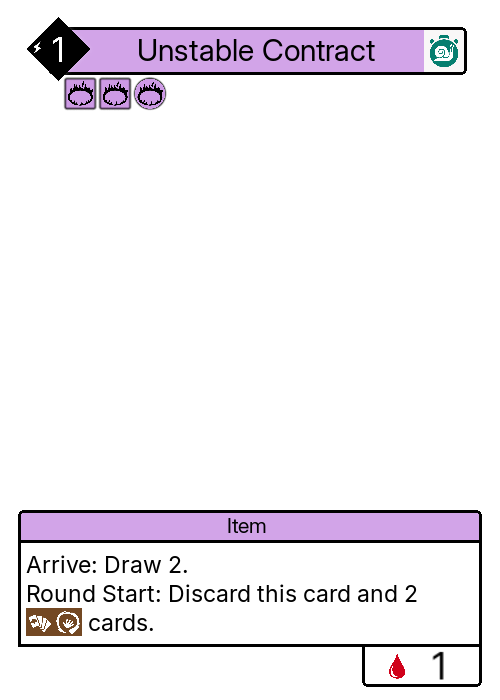 1
Unstable Contract
Item
Arrive: Draw 2.
Round Start: Discard this card and 2
cards.
1